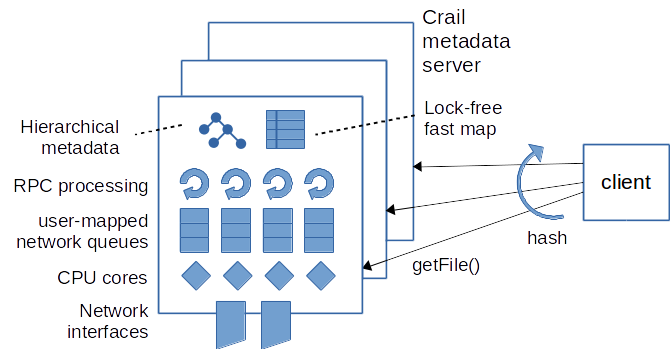 Crail
metadata
server
Hierarchical
metadata
Lock-free
fast map
RPC processing
client
user-mapped
network queues
hash
CPU cores
getFile()
Network
interfaces